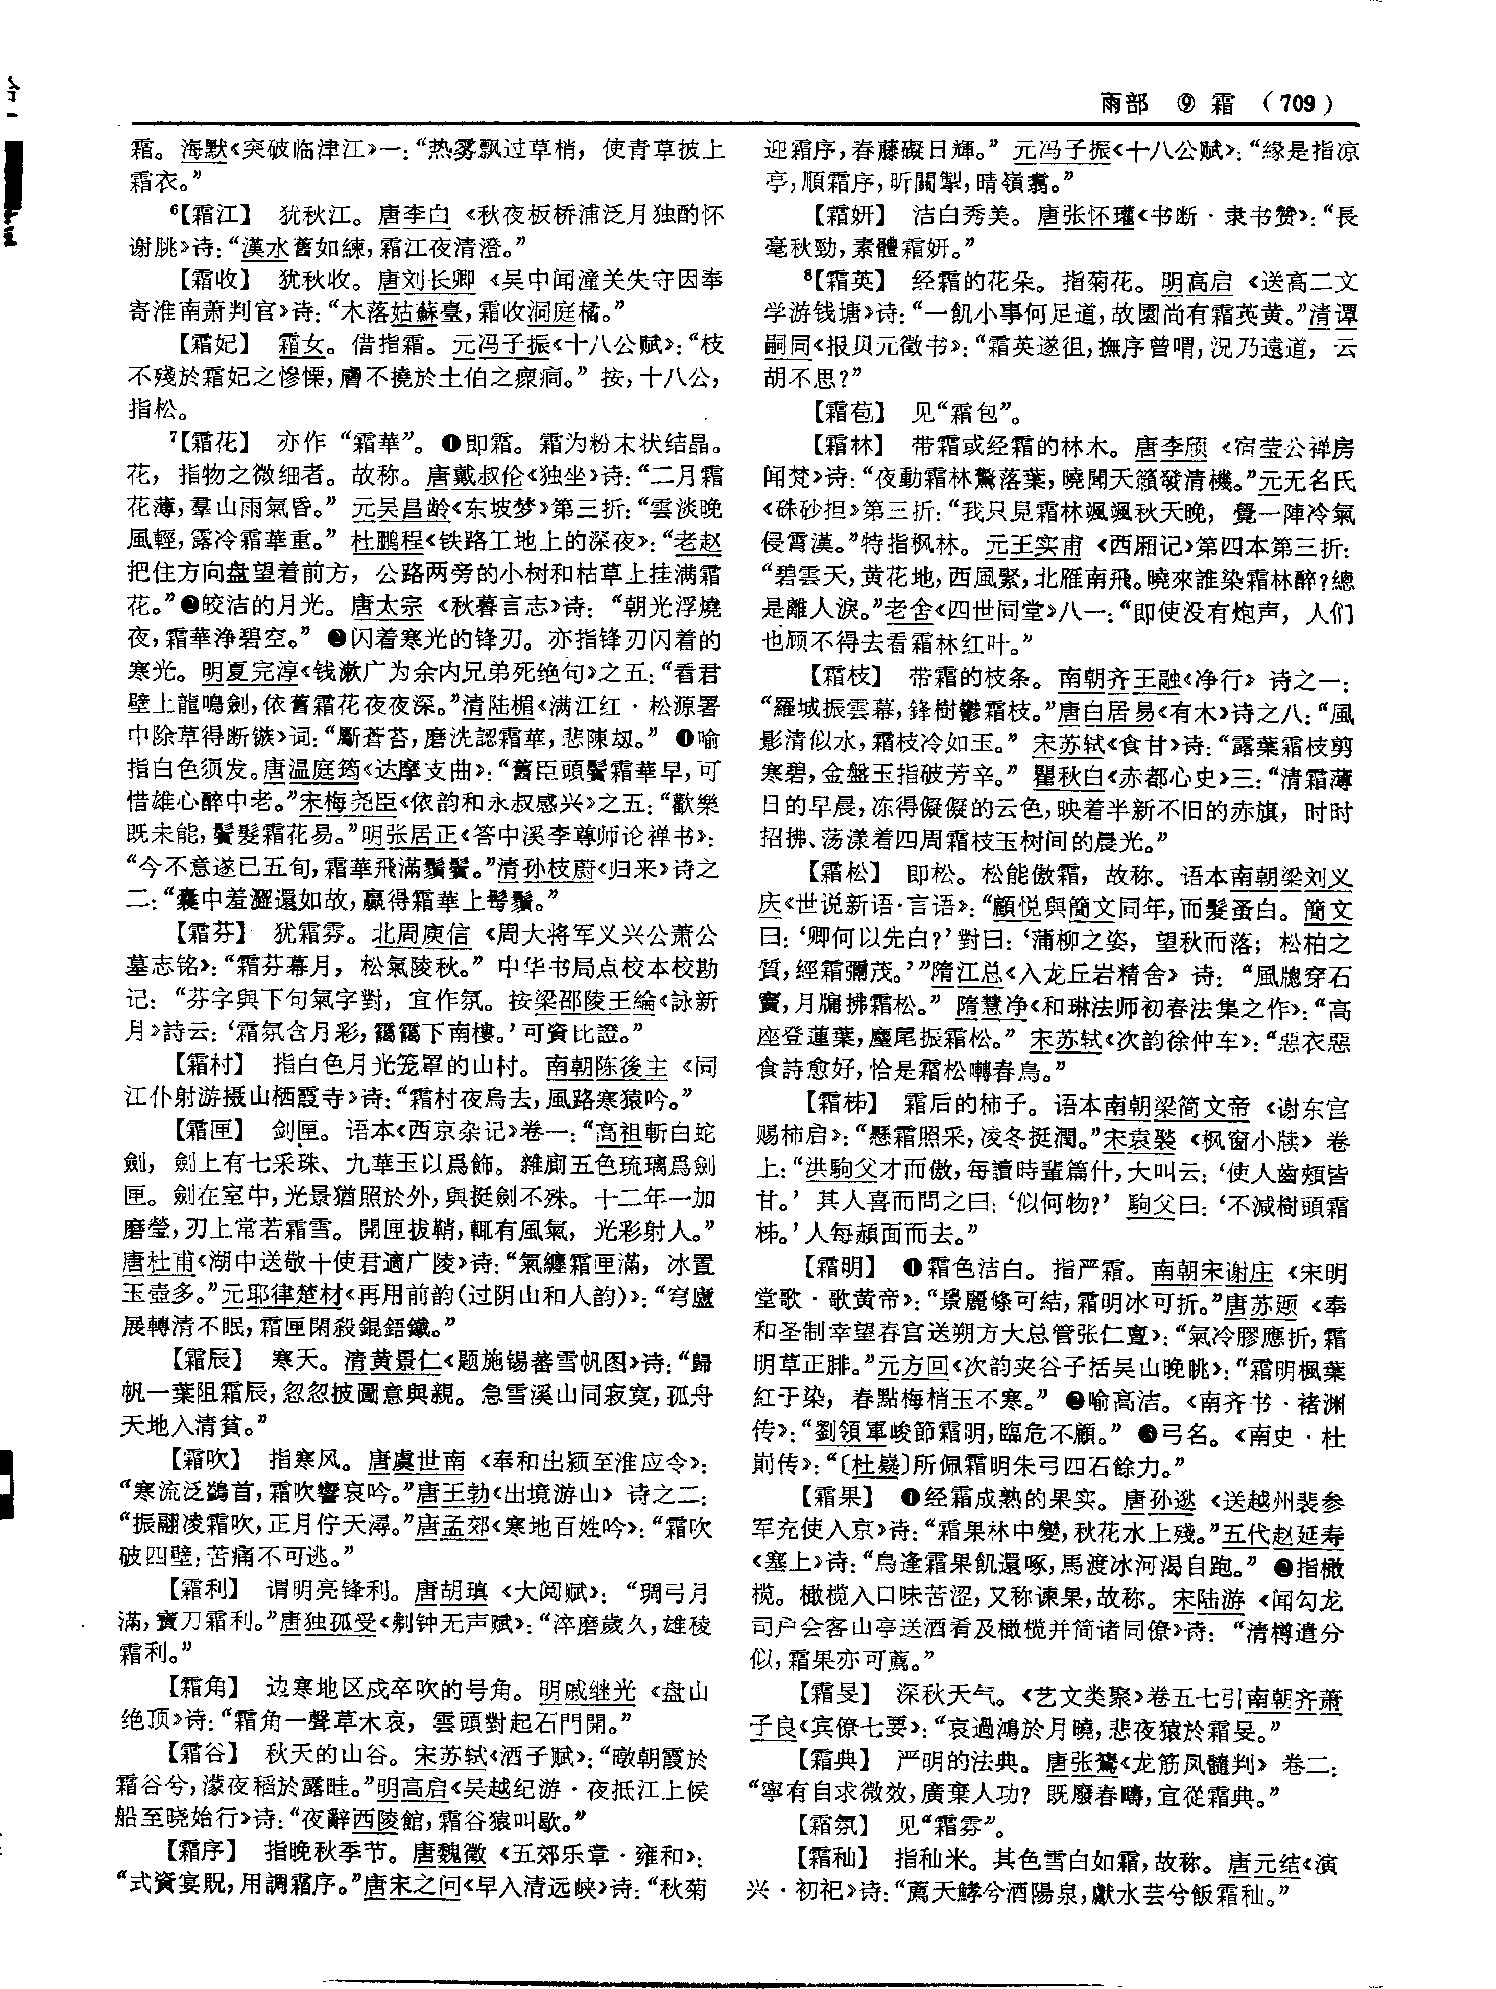 雨部 ⑨ 霜 （709）
霜。海默《突破临津江》一：“热雾飘过草梢，使青草披上
霜衣。”
⁶【霜江】 犹秋江。唐李白《秋夜板桥浦泛月独酌怀
谢朓》诗：“漢水舊如練，霜江夜清澄。”
【霜收】 犹秋收。唐刘长卿《吴中闻潼关失守因奉
寄淮南萧判官》诗：“木落姑蘇臺，霜收洞庭橘。”
【霜妃】 霜女。借指霜。元冯子振《十八公赋》：“枝
不殘於霜妃之慘慄，膚不撓於土伯之瘝痌。”按，十八公，
指松。
⁷【霜花】 亦作“霜華”。❶即霜。霜为粉末状结晶。
花，指物之微细者。故称。唐戴叔伦《独坐》诗：“二月霜
花薄，羣山雨氣昏。”元吴昌龄《东坡梦》第三折：“雲淡晚
風輕，露冷霜華重。”杜鹏程《铁路工地上的深夜》：“老赵
把住方向盘望着前方，公路两旁的小树和枯草上挂满霜
花。”❷皎洁的月光。唐太宗《秋暮言志》诗：“朝光浮燒
夜，霜華净碧空。”❸闪着寒光的锋刃。亦指锋刃闪着的
寒光。明夏完淳《钱漱广为余内兄弟死绝句》之五：“看君
壁上龍鳴劍，依舊霜花夜夜深。”清陆楣《满江红·松源署
中除草得断镞》词：“斸蒼苔，磨洗認霜華，悲陳刼。”❹喻
指白色须发。唐温庭筠《达摩支曲》：“舊臣頭鬢霜華早，可
惜雄心醉中老。”宋梅尧臣《依韵和永叔感兴》之五：“歡樂
既未能，鬢髮霜花易。”明张居正《答中溪李尊师论禅书》：
“今不意遂已五旬，霜華飛滿鬚鬢。”清孙枝蔚《归来》诗之
二：“囊中羞澀還如故，贏得霜華上髩鬚。”
【霜芬】 犹霜雰。北周庾信《周大将军义兴公萧公
墓志铭》：“霜芬幕月，松氣陵秋。”中华书局点校本校勘
记：“芬字與下句氣字對，宜作氛。按梁邵陵王綸《詠新
月》詩云：‘霜氛含月彩，靄靄下南樓。’可資比證。”
【霜村】 指白色月光笼罩的山村。南朝陈後主《同
江仆射游摄山栖霞寺》诗：“霜村夜烏去，風路寒猿吟。”
【霜匣】 剑匣。语本《西京杂记》卷一：“高祖斬白蛇
劍，劍上有七采珠、九華玉以爲飾。雜廁五色琉璃爲劍
匣。劍在室中，光景猶照於外，與挺劍不殊。十二年一加
磨瑩，刃上常若霜雪。開匣拔鞘，輒有風氣，光彩射人。”
唐杜甫《湖中送敬十使君適广陵》诗：“氣纏霜匣滿，冰置
玉壺多。”元耶律楚材《再用前韵(过阴山和人韵)》：“穹廬
展轉清不眠，霜匣閑殺錕鋙鐵。”
【霜辰】 寒天。清黄景仁《题施锡蕃雪帆图》诗：“歸
帆一葉阻霜辰，忽忽披圖意與親。急雪溪山同寂寞，孤舟
天地入清貧。”
【霜吹】 指寒风。唐虞世南《奉和出颍至淮应令》：
“寒流泛鷁首，霜吹響哀吟。”唐王勃《出境游山》诗之二：
“振翮凌霜吹，正月佇天潯。”唐孟郊《寒地百姓吟》：“霜吹
破四壁，苦痛不可逃。”
【霜利】 谓明亮锋利。唐胡瑱《大阅赋》：“琱弓月
滿，寶刀霜利。”唐独孤受《剸钟无声赋》：“淬磨歲久，雄稜
霜利。”
【霜角】 边寒地区戍卒吹的号角。明戚继光《盘山
绝顶》诗：“霜角一聲草木哀，雲頭對起石門開。”
【霜谷】 秋天的山谷。宋苏轼《酒子赋》：“暾朝霞於
霜谷兮，濛夜稻於露畦。”明高启《吴越纪游·夜抵江上侯
船至晓始行》诗：“夜辭西陵館，霜谷猿叫歇。”
【霜序】 指晚秋季节。唐魏徵《五郊乐章·雍和》：
“式資宴貺，用調霜序。”唐宋之问《早入清远峡》诗：“秋菊
迎霜序，春藤礙日輝。”元冯子振《十八公赋》：“緣是指凉
亭，順霜序，昕闢掣，晴嶺翥。”
【霜妍】 洁白秀美。唐张怀瓘《书断·隶书赞》：“長
毫秋勁，素體霜妍。”
⁸【霜英】 经霜的花朵。指菊花。明高启《送高二文
学游钱塘》诗：“一飢小事何足道，故園尚有霜英黄。”清谭
嗣同《报贝元徵书》：“霜英遂徂，撫序曾喟，況乃遠道，云
胡不思？”
【霜苞】 见“霜包”。
【霜林】 带霜或经霜的林木。唐李颀《宿莹公禅房
闻梵》诗：“夜動霜林驚落葉，曉聞天籟發清機。”元无名氏
《硃砂担》第三折：“我只見霜林颯颯秋天晚，覺一陣冷氣
侵霄漢。”特指枫林。元王实甫《西厢记》第四本第三折：
“碧雲天，黄花地，西風緊，北雁南飛。曉來誰染霜林醉？總
是離人淚。”老舍《四世同堂》八一：“即使没有炮声，人们
也顾不得去看霜林红叶。”
【霜枝】 带霜的枝条。南朝齐王融《净行》诗之一：
“羅城振雲幕，鋒樹鬱霜枝。”唐白居易《有木》诗之八：“風
影清似水，霜枝冷如玉。”宋苏轼《食甘》诗：“露葉霜枝剪
寒碧，金盤玉指破芳辛。”瞿秋白《赤都心史》三：“清霜薄
日的早晨，冻得儗儗的云色，映着半新不旧的赤旗，时时
招拂、荡漾着四周霜枝玉树间的晨光。”
【霜松】 即松。松能傲霜，故称。语本南朝梁刘义
庆《世说新语·言语》：“顧悦與簡文同年，而髮蚤白。簡文
曰：‘卿何以先白？’對曰：‘蒲柳之姿，望秋而落；松柏之
質，經霜彌茂。’”隋江总《入龙丘岩精舍》诗：“風牕穿石
竇，月牖拂霜松。”隋慧净《和琳法师初春法集之作》：“高
座登蓮葉，麈尾振霜松。”宋苏轼《次韵徐仲车》：“惡衣惡
食詩愈好，恰是霜松囀春鳥。”
【霜柹】 霜后的柿子。语本南朝梁简文帝《谢东宫
赐柿启》：“懸霜照采，凌冬挺潤。”宋袁褧《枫窗小牍》卷
上：“洪駒父才而傲，每讀時輩篇什，大叫云：‘使人齒頰皆
甘。’其人喜而問之曰：‘似何物？’駒父曰：‘不減樹頭霜
柹。’人每頳面而去。”
【霜明】 ❶霜色洁白。指严霜。南朝宋谢庄《宋明
堂歌·歌黄帝》：“景麗條可結，霜明冰可折。”唐苏颋《奉
和圣制幸望春宫送朔方大总管张仁亶》：“氣冷膠應折，霜
明草正腓。”元方回《次韵夹谷子括吴山晚眺》：“霜明楓葉
紅于染，春點梅梢玉不寒。”❷喻高洁。《南齐书·褚渊
传》：“劉領軍峻節霜明，臨危不顧。”❸弓名。《南史·杜
崱传》：“〔杜嶷〕所佩霜明朱弓四石餘力。”
【霜果】 ❶经霜成熟的果实。唐孙逖《送越州裴参
军充使入京》诗：“霜果林中變，秋花水上殘。”五代赵延寿
《塞上》诗：“鳥逢霜果飢還啄，馬渡冰河渴自跑。”❷指橄
榄。橄榄入口味苦涩，又称谏果，故称。宋陆游《闻勾龙
司户会客山亭送酒肴及橄榄并简诸同僚》诗：“清樽遣分
似，霜果亦可薦。”
【霜旻】 深秋天气。《艺文类聚》卷五七引南朝齐萧
子良《宾僚七要》：“哀過鴻於月曉，悲夜猿於霜旻。”
【霜典】 严明的法典。唐张鷟《龙筋凤髓判》卷二：
“寧有自求微效，廣棄人功？既廢春疇，宜從霜典。”
【霜氛】 见“霜雰”。
【霜秈】 指秈米。其色雪白如霜，故称。唐元结《演
兴·初祀》诗：“薦天鯚兮酒陽泉，獻水芸兮飯霜秈。”